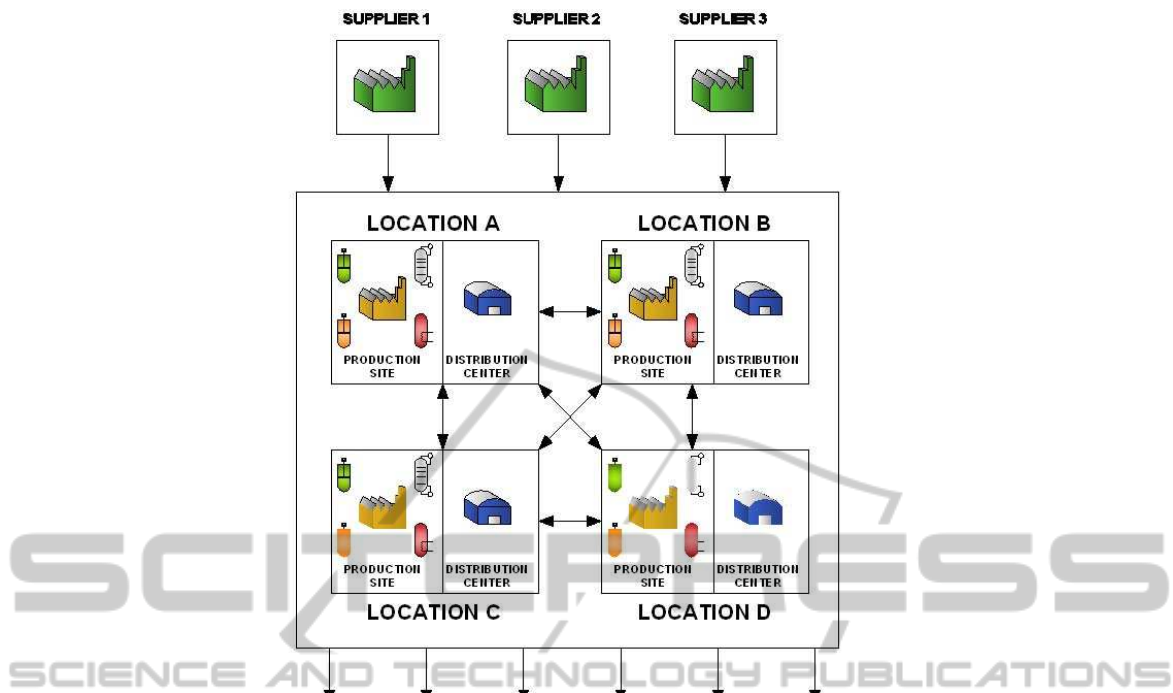 SUPPLIER 1 SUPPLIER 2 SUPPLIER 3
LOCATION A LOCATION B
PRODUCTION SITE DISTRIBUTION CENTER PRODUCTION SITE DISTRIBUTION CENTER
PRODUCTION SITE DISTRIBUTION CENTER PRODUCTION SITE DISTRIBUTION CENTER
LOCATION C LOCATION D
SCITEPRESS
SCIENCE AND TECHNOLOGY PUBLICATIONS